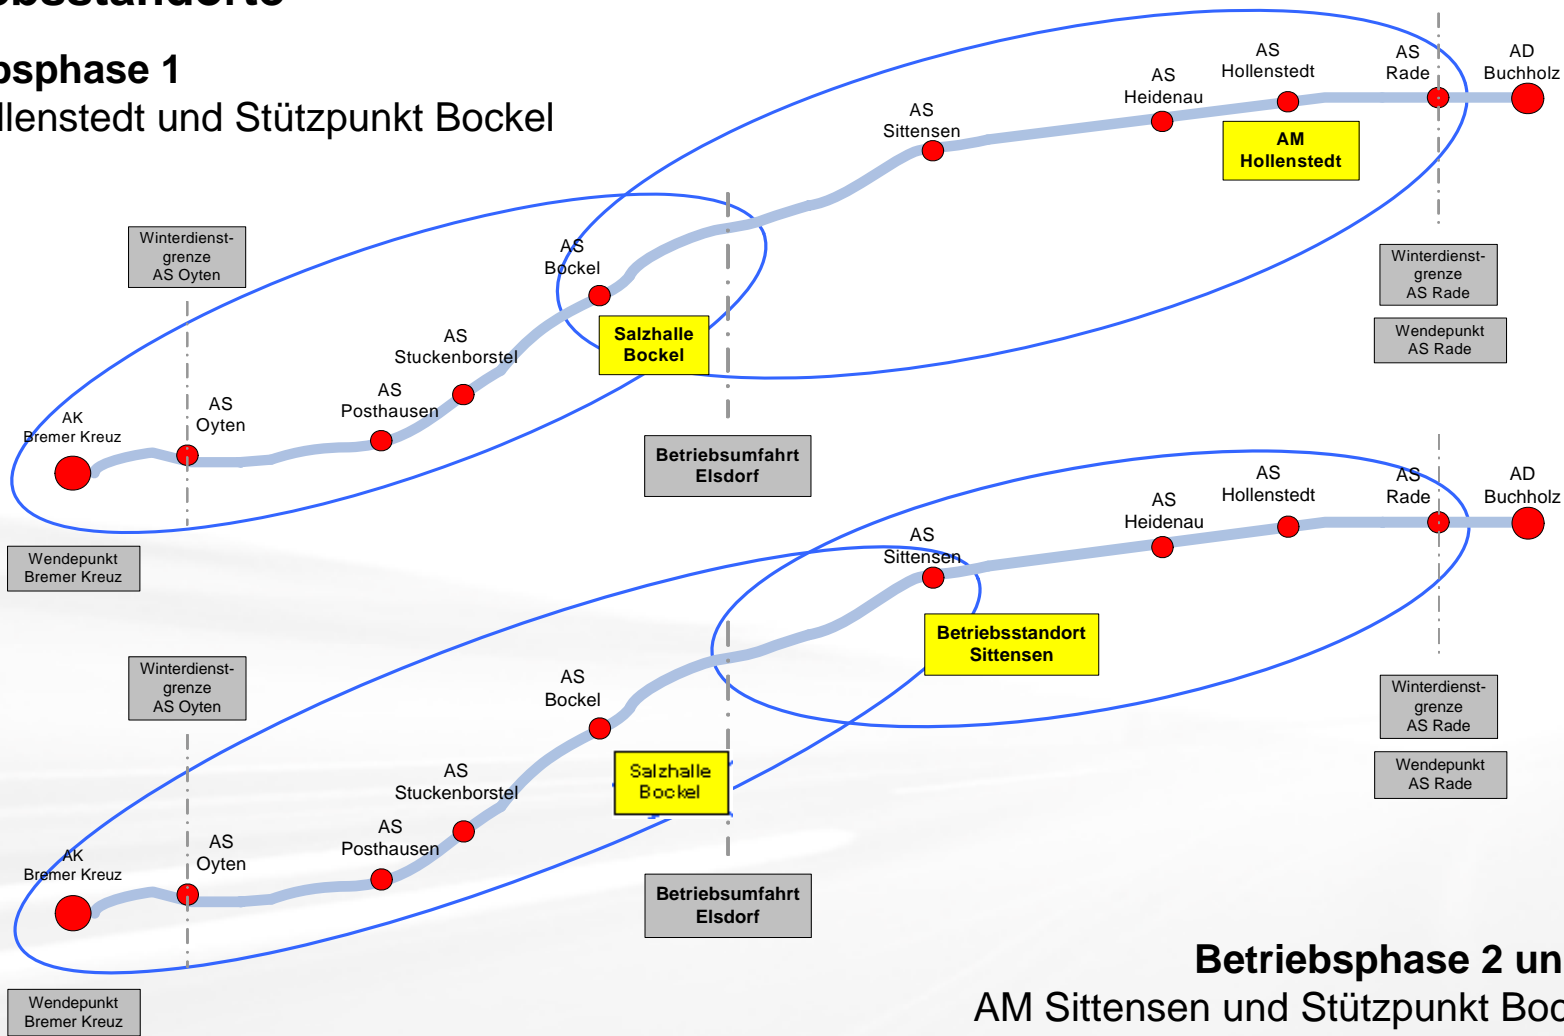 bsstandorte
bsphase 1
llenstedt und Stützpunkt Bockel
AS
Hollenstedt
AS
Rade
AD
Buchholz
AS
Heidenau
AS
Sittensen
AM
Hollenstedt
Winterdienst-
grenze
AS Oyten
AS
Bockel
Winterdienst-
grenze
AS Rade
Salzhalle
Bockel
Wendepunkt
AS Rade
AS
Stuckenborstel
AS
Posthausen
AS
Oyten
AK
Bremer Kreuz
Betriebsumfahrt
Elsdorf
Wendepunkt
Bremer Kreuz
AS
Hollenstedt
AS
Rade
AD
Buchholz
AS
Heidenau
AS
Sittensen
Betriebsstandort
Sittensen
Winterdienst-
grenze
AS Oyten
AS
Bockel
Winterdienst-
grenze
AS Rade
Salzhalle
Bockel
Wendepunkt
AS Rade
AS
Stuckenborstel
AS
Posthausen
AS
Oyten
AK
Bremer Kreuz
Betriebsumfahrt
Elsdorf
Wendepunkt
Bremer Kreuz
Betriebsphase 2 un
AM Sittensen und Stützpunkt Boc